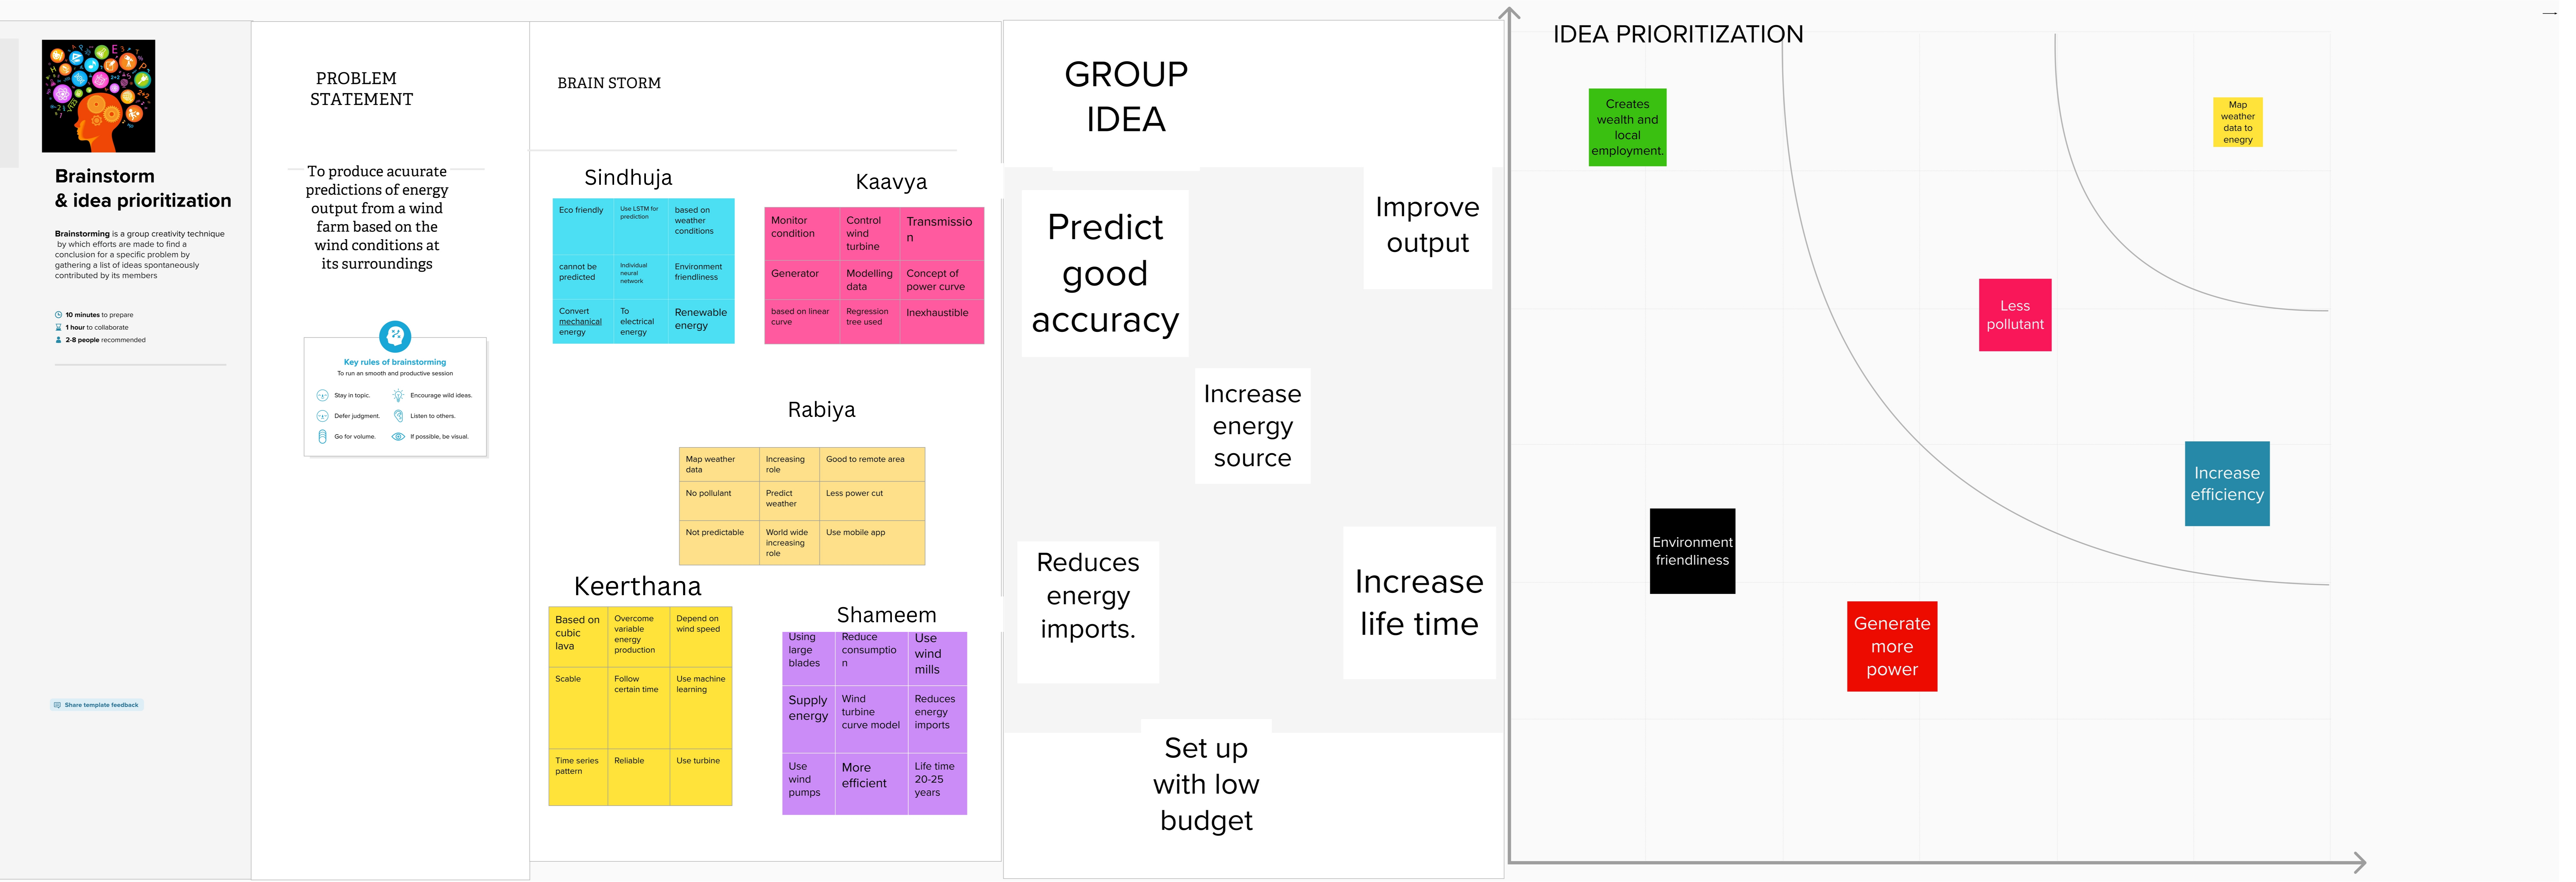 Brainstorm
& idea prioritization
Brainstorming is a group creativity technique
by which efforts are made to find a
conclusion for a specific problem by
gathering a list of ideas spontaneously
contributed by its members
10 minutes to prepare
1 hour to collaborate
2-8 people recommended
Share template feedback
PROBLEM
STATEMENT
To produce acuurate
predictions of energy
output from a wind
farm based on the
wind conditions at
its surroundings
Key rules of brainstorming
To run an smooth and productive session
Stay in topic.
Encourage wild ideas.
Defer judgment.
Listen to others.
Go for volume.
If possible, be visual.
BRAIN STORM
Sindhuja
Eco friendly
Use LSTM for
prediction
based on
weather
conditions
cannot be
predicted
Individual
neural
network
Environment
friendliness
Convert
mechanical
energy
To
electrical
energy
Renewable
energy
Kaavya
Monitor
condition
Control
wind
turbine
Transmissio
n
Generator
Modelling
data
Concept of
power curve
based on linear
curve
Regression
tree used
Inexhaustible
Rabiya
Map weather
data
Increasing
role
Good to remote area
No pollutant
Predict
weather
Less power cut
Not predictable
World wide
increasing
role
Use mobile app
Keerthana
Based on
cubic
lava
Overcome
variable
energy
production
Depend on
wind speed
Scable
Follow
certain time
Use machine
learning
Time series
pattern
Reliable
Use turbine
Shameem
Using
large
blades
Reduce
consumptio
n
Use
wind
mills
Supply
energy
Wind
turbine
curve model
Reduces
energy
imports
Use
wind
pumps
More
efficient
Life time
20-25
years
GROUP
IDEA
Predict
good
accuracy
Improve
output
Increase
energy
source
Reduces
energy
imports.
Increase
life time
Set up
with low
budget
IDEA PRIORITIZATION
Creates
wealth and
local
employment.
Map
weather
data to
enegry
Less
pollutant
Increase
efficiency
Environment
friendliness
Generate
more
power